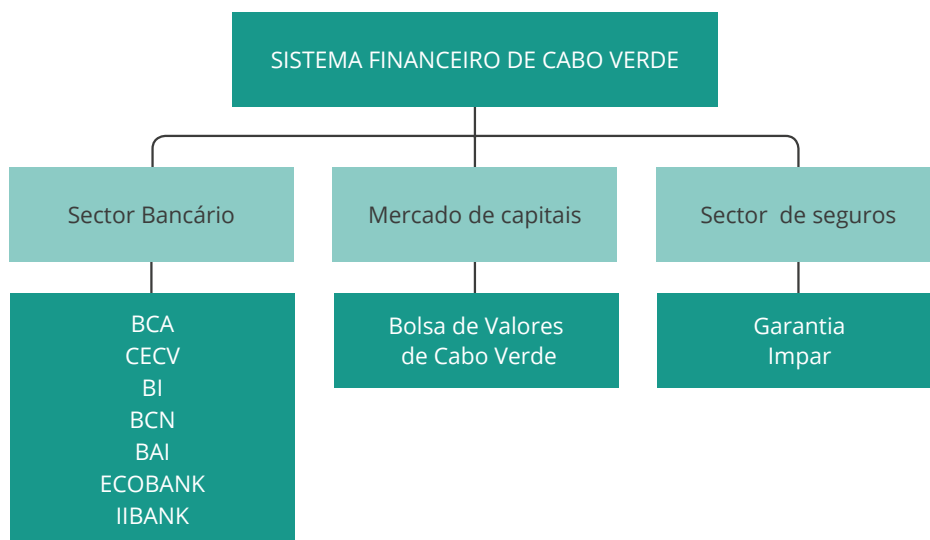 SISTEMA FINANCEIRO DE CABO VERDE
Sector Bancário
BCA
CECV
BI
BCN
BAI
ECOBANK
IIBANK
Mercado de capitais
Bolsa de Valores
de Cabo Verde
Sector de seguros
Garantia
Impar